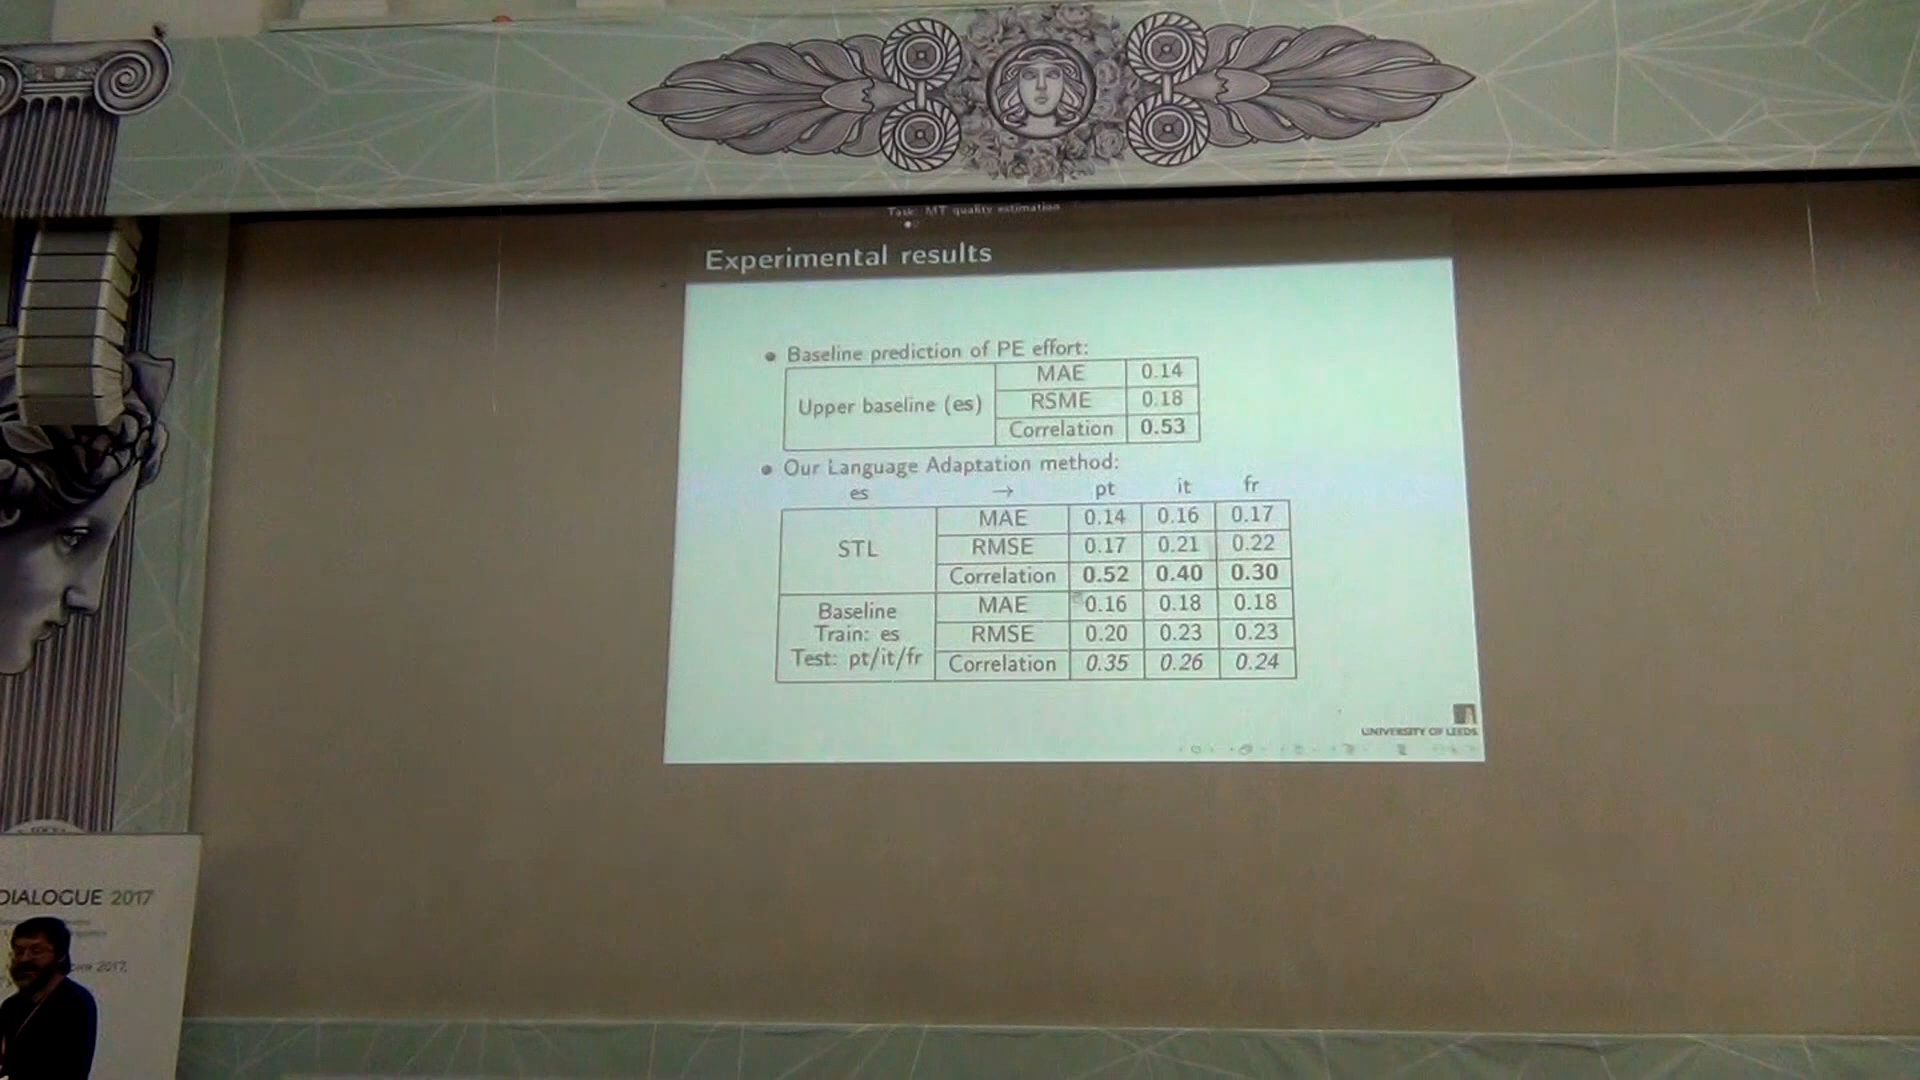 Task: MT quality estimation
Experimental results
Baseline prediction of PE effort:
Upper baseline (es) MAE 0.14
RSME 0.18
Correlation 0.53
Our Language Adaptation method:
es → pt it fr
STL MAE 0.14 0.16 0.17
RMSE 0.17 0.21 0.22
Correlation 0.52 0.40 0.30
Baseline Train: es Test: pt/it/fr MAE 0.16 0.18 0.18
RMSE 0.20 0.23 0.23
Correlation 0.35 0.26 0.24
UNIVERSITY OF LEEDS
DIALOGUE 2017
2017,